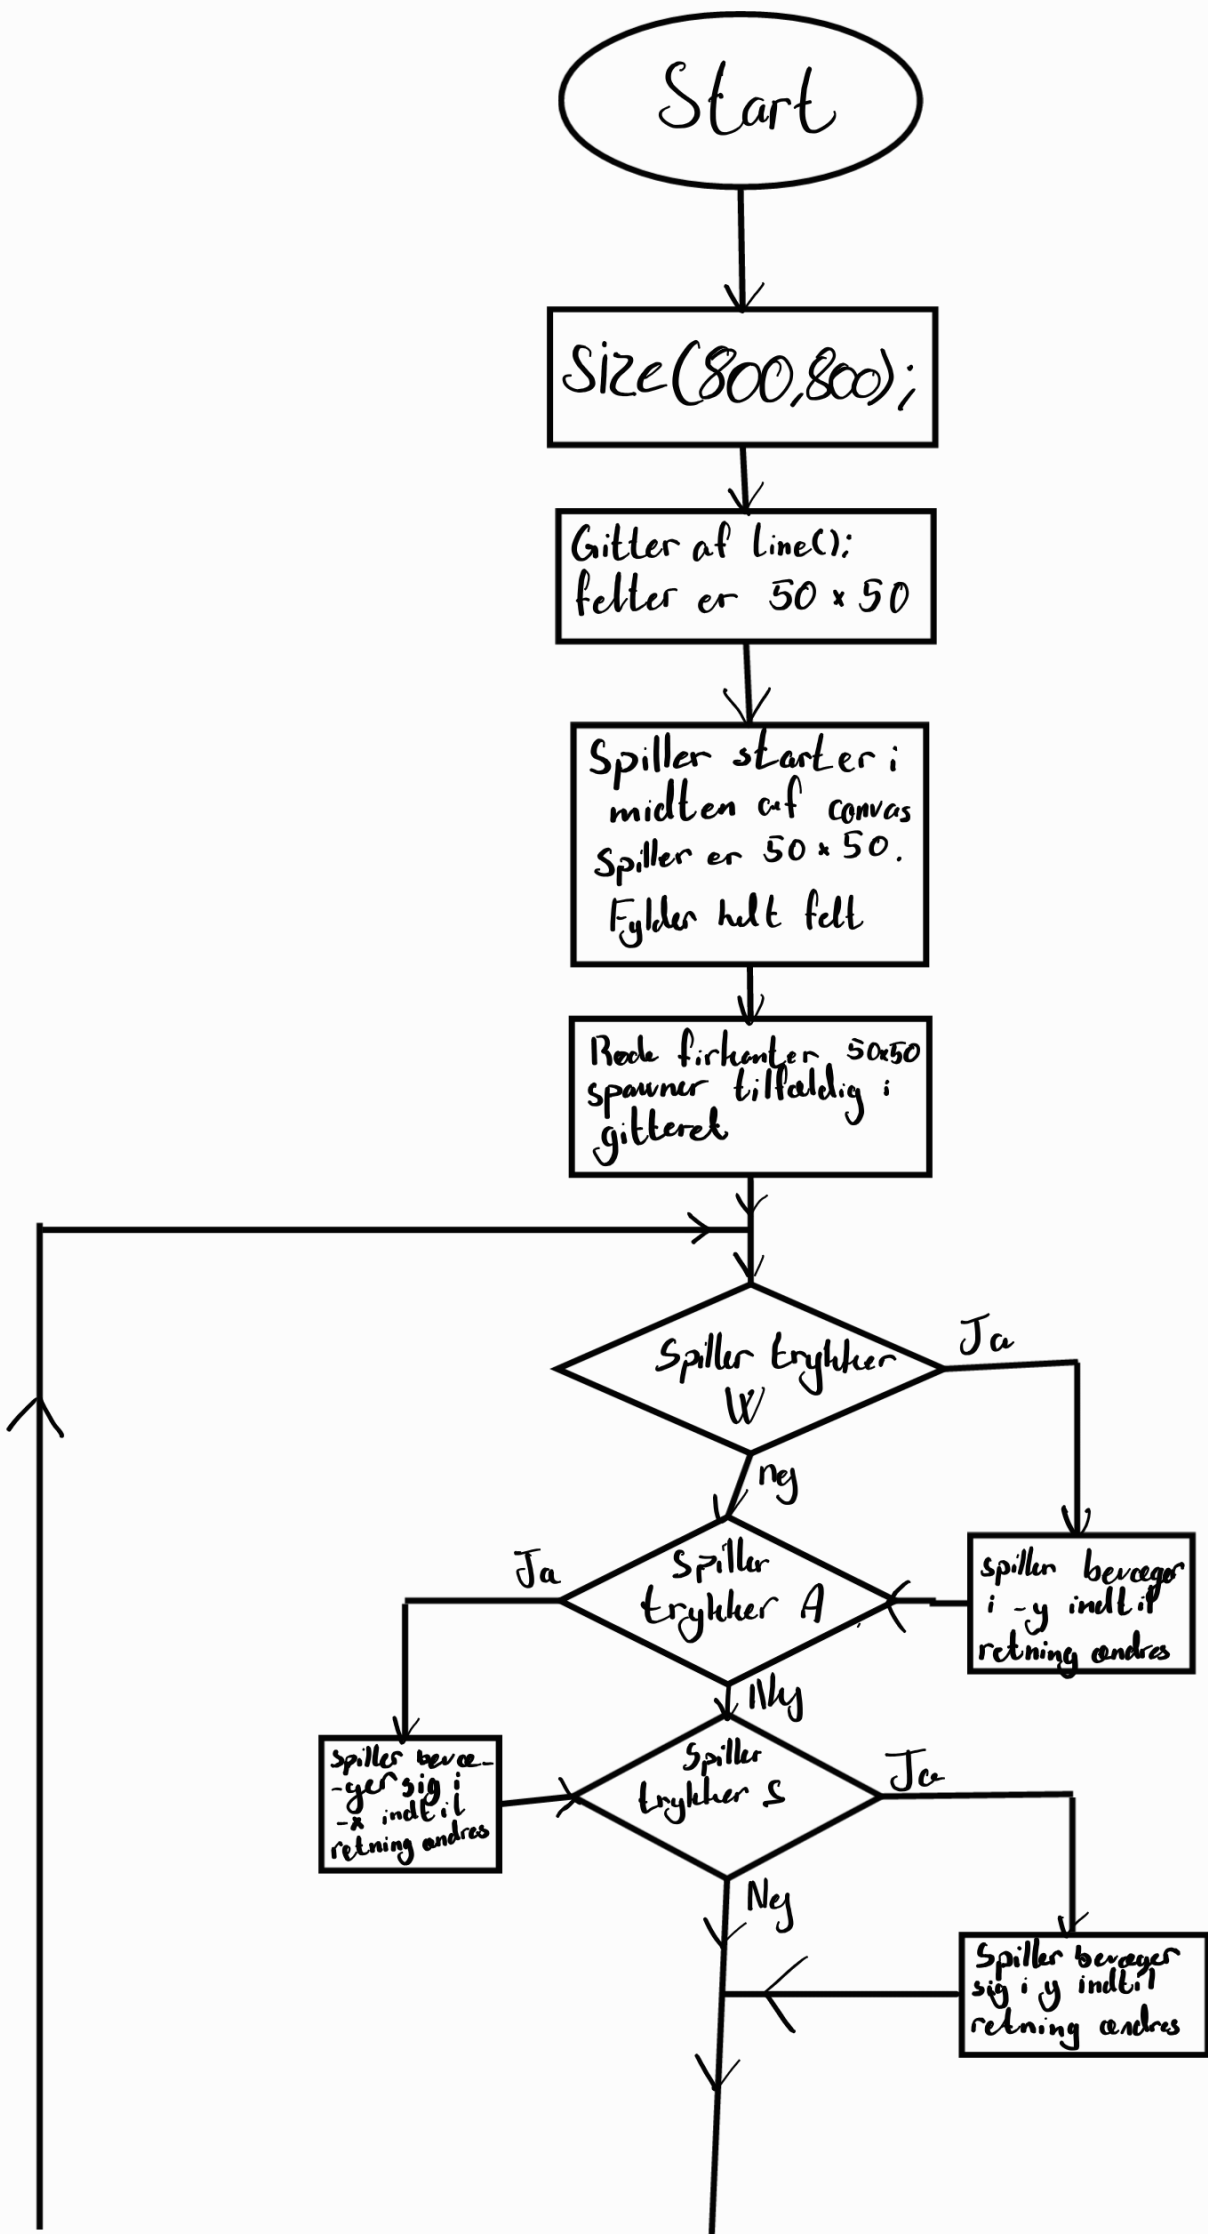 Start
Size(800,800);
Gitter af line();
felter er 50 x 50
Spiller starter i
midten af canvas
Spiller er 50 x 50.
Fylder helt felt
Røde firkanter 50x50
spawner tilfældig i
gitteret
Spiller trykker
W
Ja
nej
Spiller
trykker A
Ja
spiller bevæger
i -y indtil
retning ændres
Nej
Spiller
trykker S
Ja
Spiller bevæ-
-ger sig i
-x indtil
retning ændres
Nej
Spiller bevæger
sig i y indtil
retning ændres